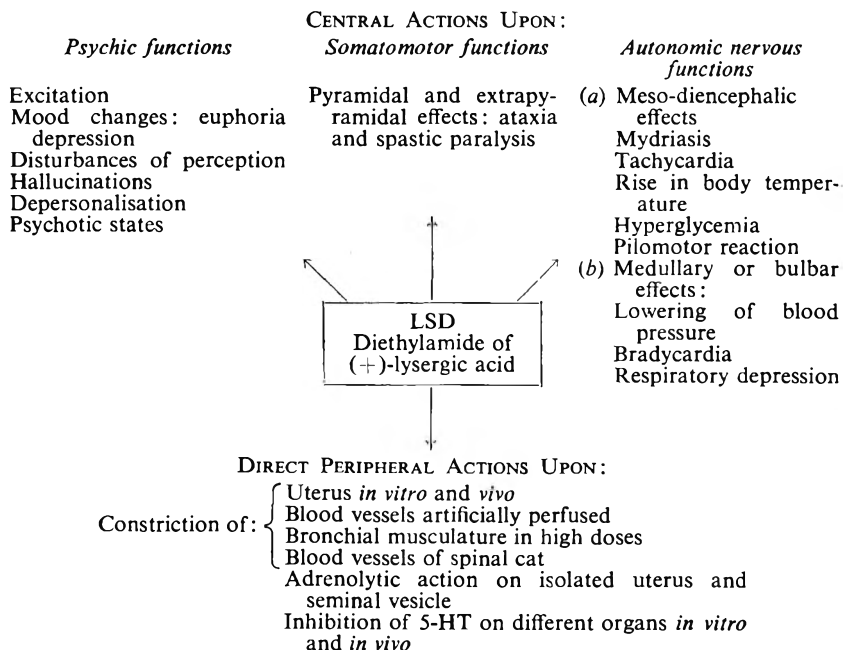 CENTRAL ACTIONS UPON:
Psychic functions
Excitation
Mood changes: euphoria
depression
Disturbances of perception
Hallucinations
Depersonalisation
Psychotic states
Somatomotor functions
Pyramidal and extrapy-
ramidal effects: ataxia
and spastic paralysis
Autonomic nervous
functions
(a) Meso-diencephalic
effects
Mydriasis
Tachycardia
Rise in body temper-
ature
Hyperglycemia
Pilomotor reaction
(b) Medullary or bulbar
effects:
Lowering of blood
pressure
Bradycardia
Respiratory depression
LSD
Diethylamide of
(+)-lysergic acid
DIRECT PERIPHERAL ACTIONS UPON:
Constriction of:
Uterus in vitro and vivo
Blood vessels artificially perfused
Bronchial musculature in high doses
Blood vessels of spinal cat
Adrenolytic action on isolated uterus and
seminal vesicle
Inhibition of 5-HT on different organs in vitro
and in vivo